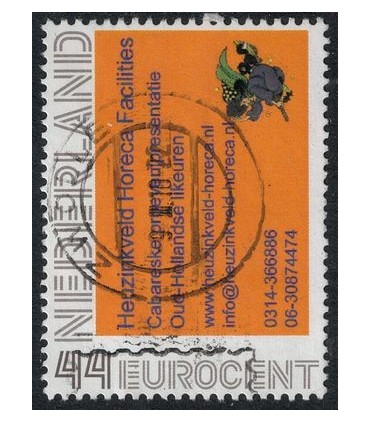 NEDERLAND
Heuzinkveld Horeca Facilities
Oud-Hollandse likeuren
www.heuzinkveld-horeca.nl
info@heuzinkveld-horeca.nl
0314-366886
06-30874474
44 EUROCENT